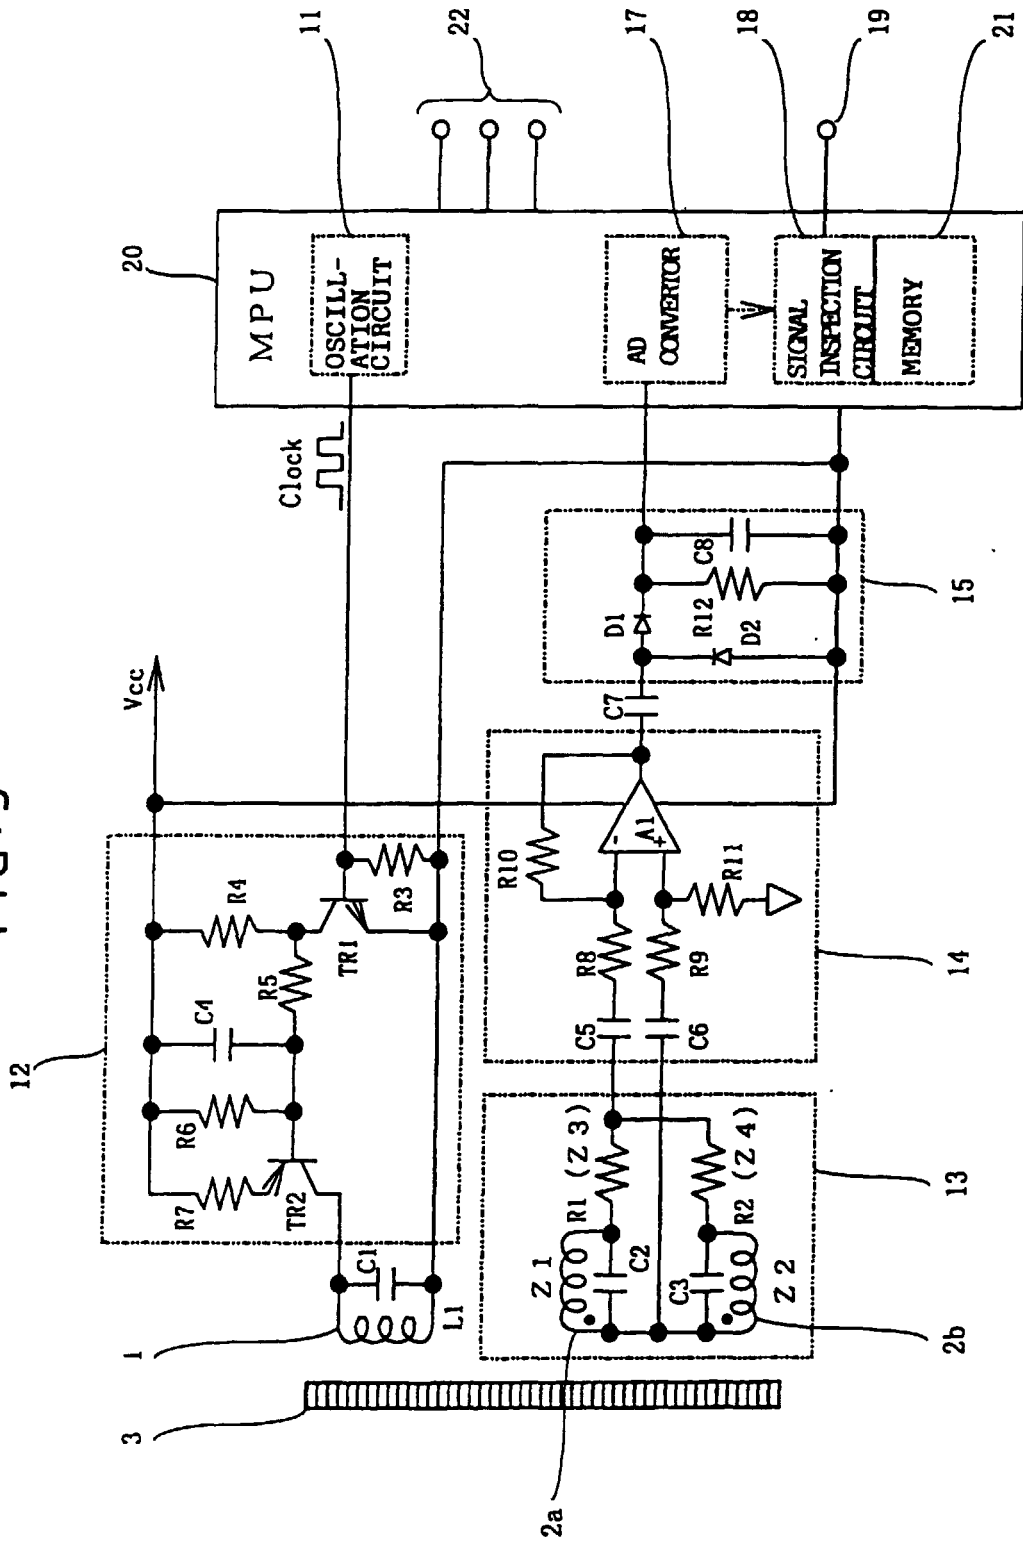 12
Vcc
R7
R6
C4
R5
R4
TR2
TR1
R3
1
C1
L1
3
2a
Z1
C2
R1 (Z3)
C3
R2 (Z4)
Z2
2b
13
C5
R8
C6
R9
R10
A1
-
+
R11
14
C7
D1
D2
R12
C8
15
Clock
20
MPU
OSCILL-
ATION
CIRCUIT
11
22
AD
CONVERTOR
17
SIGNAL
INSPECTION
CIRCUIT
18
19
MEMORY
21